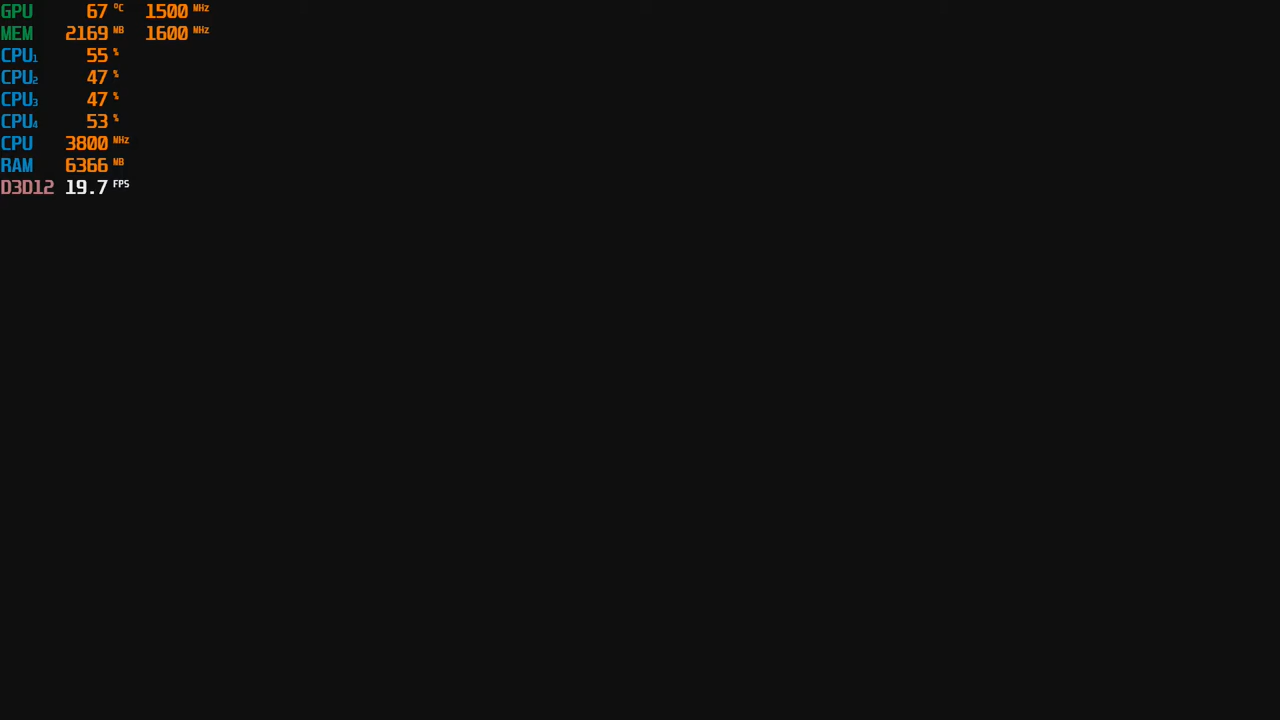 GPU 67 °C 1500 MHz
MEM 2169 MB 1600 MHz
CPU1 55 %
CPU2 47 %
CPU3 47 %
CPU4 53 %
CPU 3800 MHz
RAM 6366 MB
D3D12 19.7 FPS